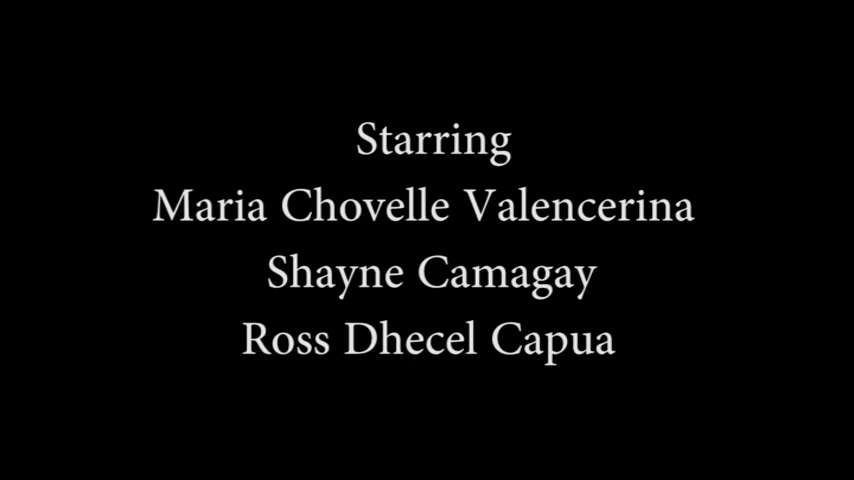 Starring
Maria Chovelle Valencerina
Shayne Camagay
Ross Dhecel Capua